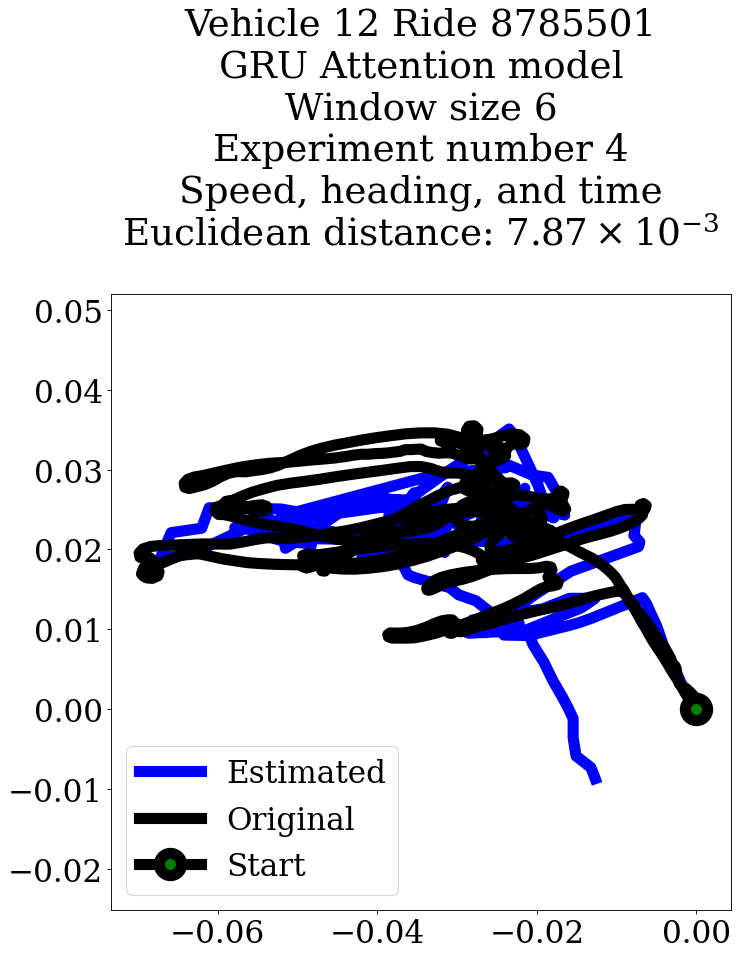 Vehicle 12 Ride 8785501
GRU Attention model
Window size 6
Experiment number 4
Speed, heading, and time
Euclidean distance: 7.87 × 10⁻³
0.05
0.04
0.03
0.02
0.01
0.00
−0.01
−0.02
Estimated
Original
Start
−0.06 −0.04 −0.02 0.00